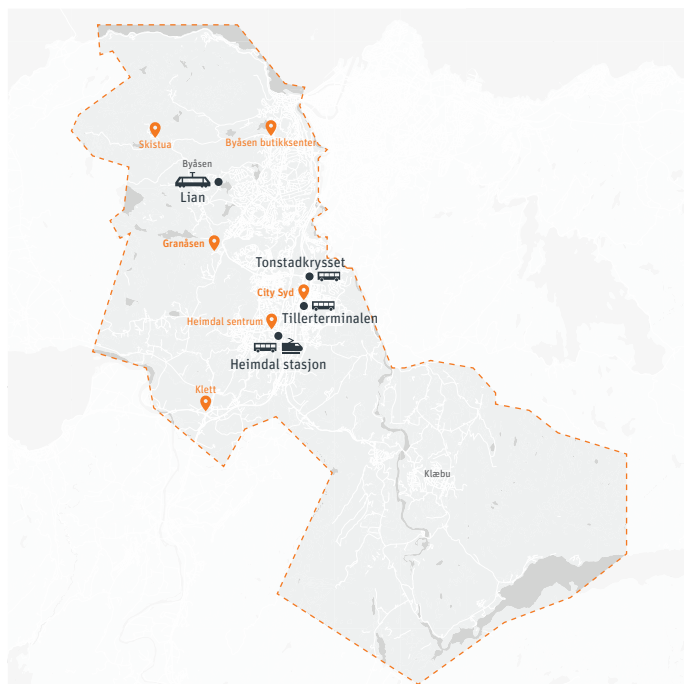 Skistua
Byåsen butikksenter
Byåsen
Lian
Granåsen
Tonstadkrysset
City Syd
Tillerterminalen
Heimdal sentrum
Heimdal stasjon
Klett
Klæbu